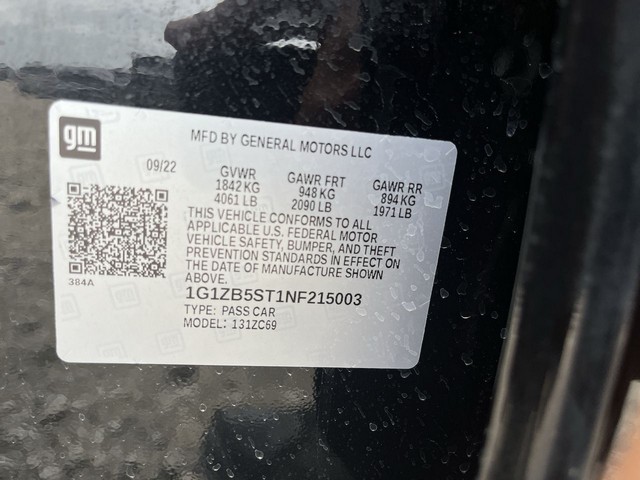 gm
MFD BY GENERAL MOTORS LLC
09/22 GVWR GAWR FRT GAWR RR
1842 KG 948 KG 894 KG
4061 LB 2090 LB 1971 LB
THIS VEHICLE CONFORMS TO ALL
APPLICABLE U.S. FEDERAL MOTOR
VEHICLE SAFETY, BUMPER, AND THEFT
PREVENTION STANDARDS IN EFFECT ON
THE DATE OF MANUFACTURE SHOWN
ABOVE.
384A
1G1ZB5ST1NF215003
TYPE: PASS CAR
MODEL: 131ZC69